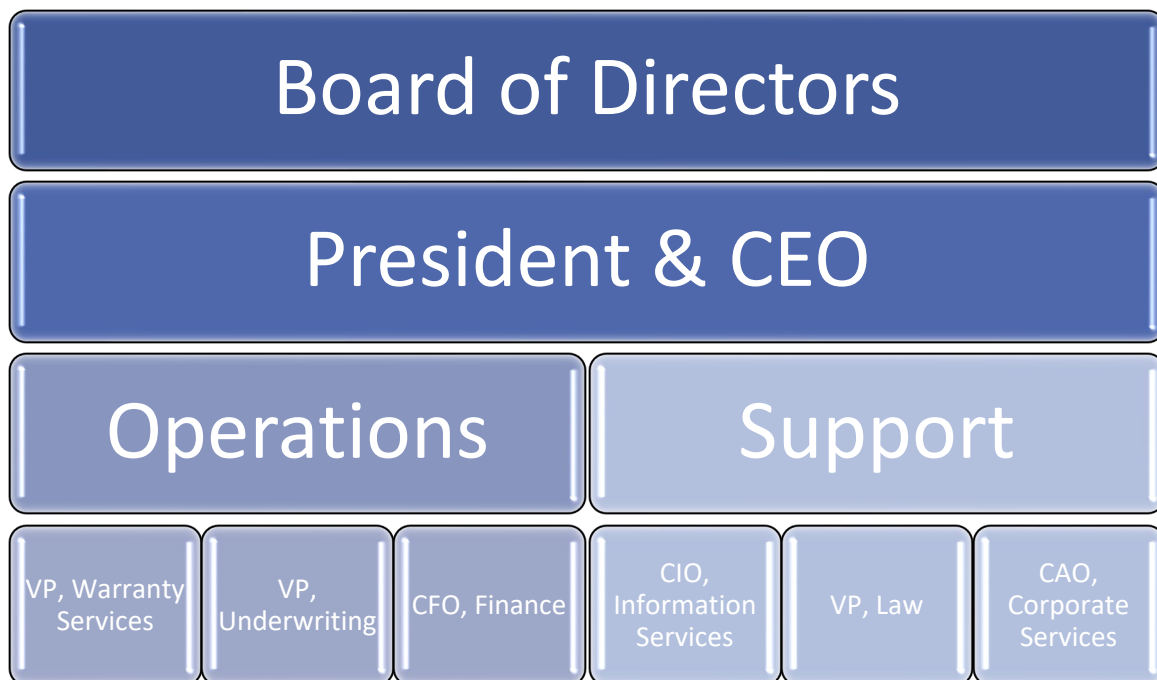 Board of Directors
President & CEO
Operations
Support
VP, Warranty
Services
VP,
Underwriting
CFO, Finance
CIO,
Information
Services
VP, Law
CAO,
Corporate
Services